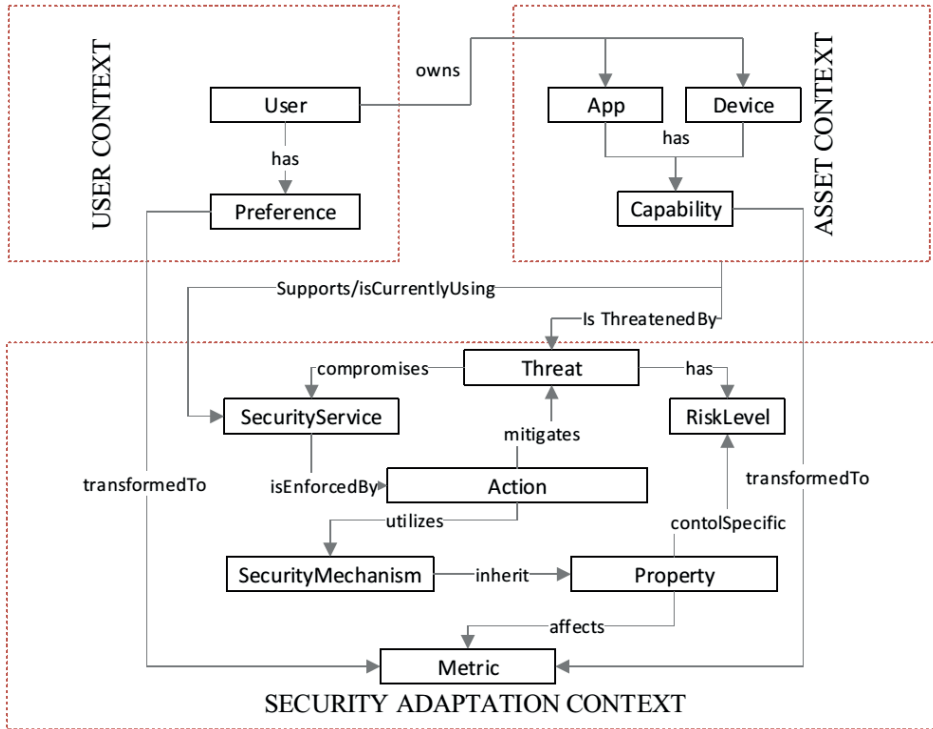 USER CONTEXT
owns
User
has
Preference
App
Device
has
Capability
ASSET CONTEXT
Supports/isCurrentlyUsing
Is ThreatenedBy
compromises
Threat
has
SecurityService
RiskLevel
mitigates
transformedTo
isEnforcedBy
Action
transformedTo
utilizes
contolSpecific
SecurityMechanism
inherit
Property
affects
Metric
SECURITY ADAPTATION CONTEXT